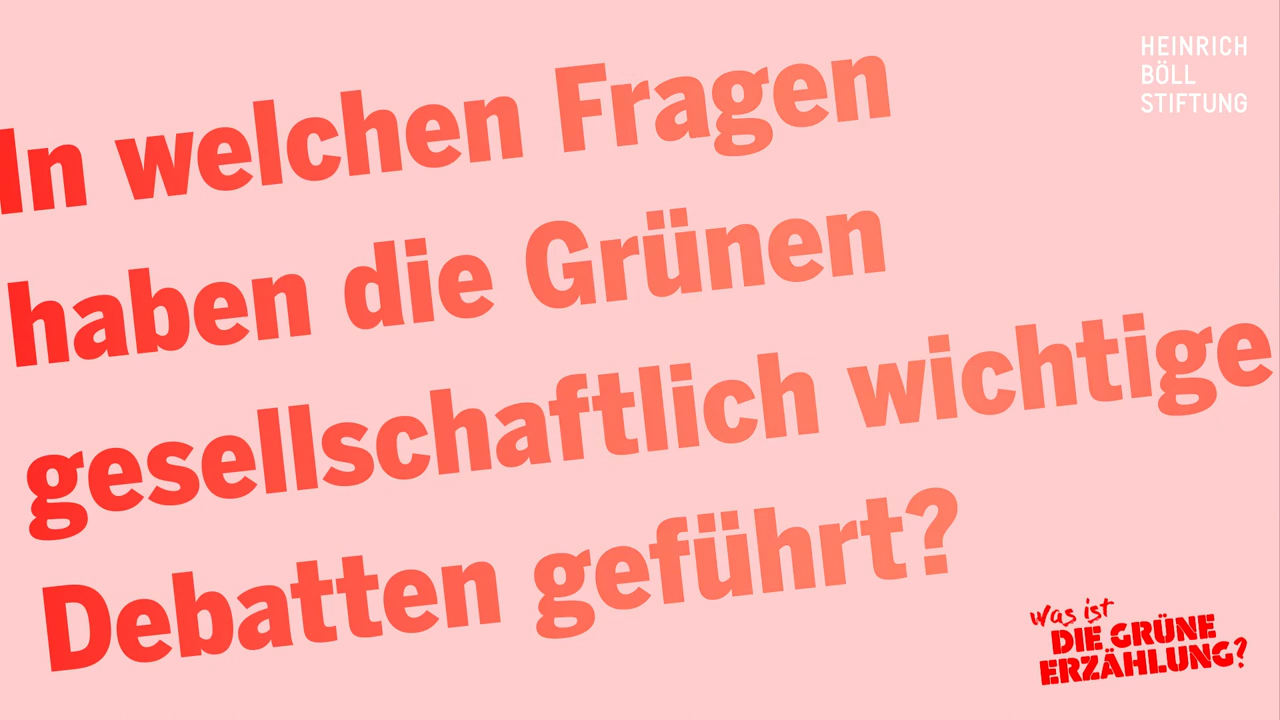 HEINRICH
BÖLL
STIFTUNG
In welchen Fragen
haben die Grünen
gesellschaftlich wichtige
Debatten geführt?
Was ist
DIE GRÜNE
ERZÄHLUNG?